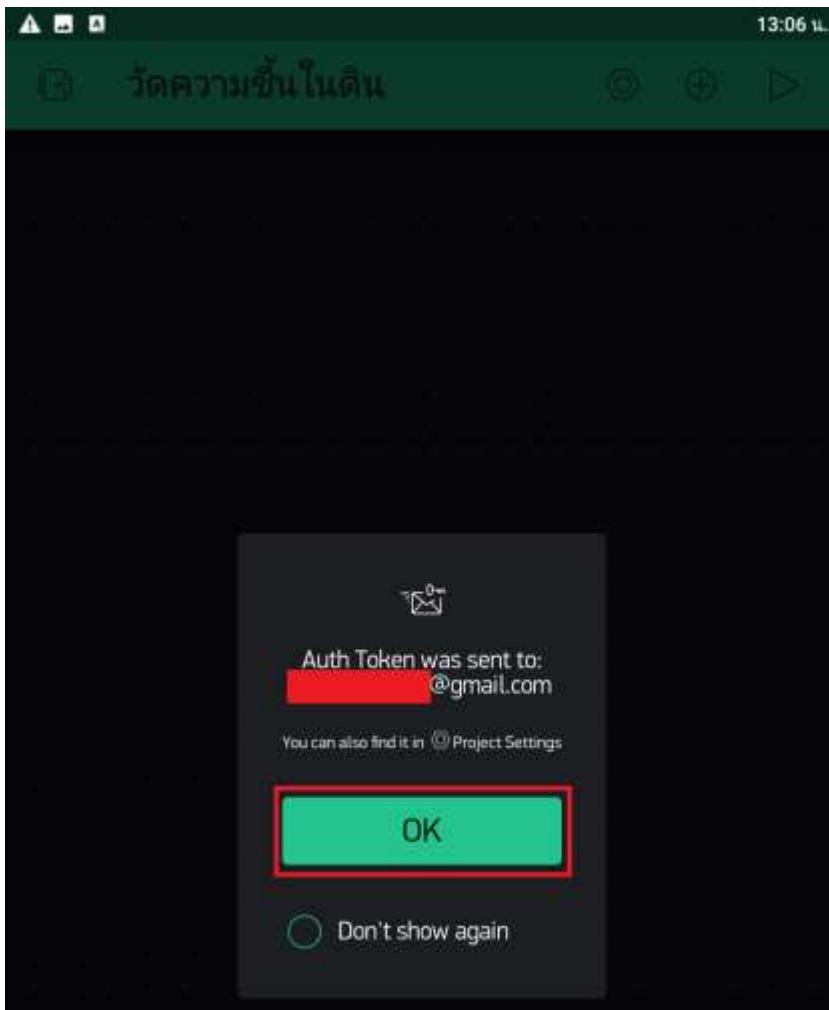 13:06 น.
วัดความชื้นในดิน
Auth Token was sent to:
@gmail.com
You can also find it in Project Settings
OK
Don't show again